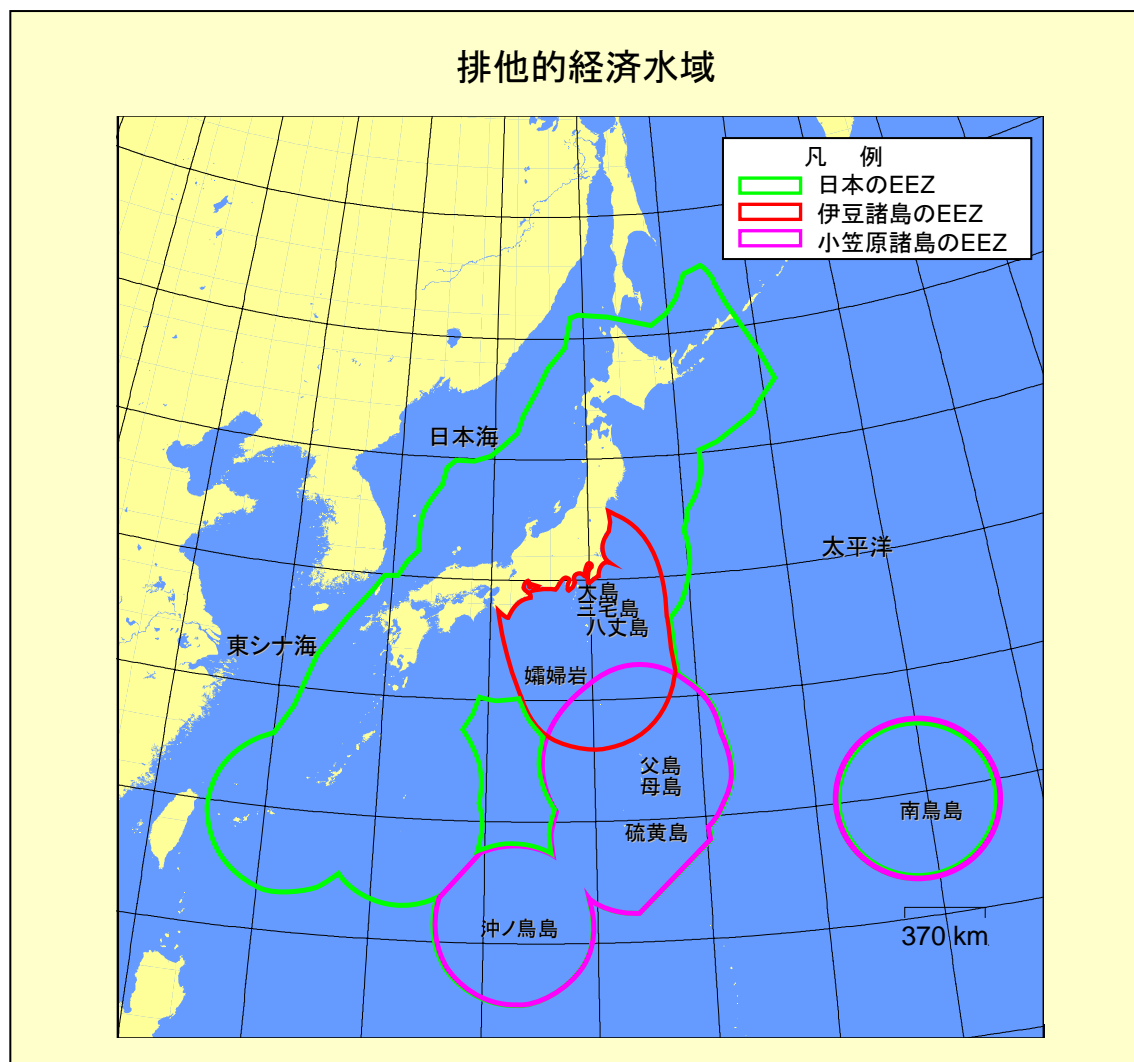 排他的経済水域
凡 例
日本のEEZ
伊豆諸島のEEZ
小笠原諸島のEEZ
日本海
太平洋
大島
三宅島
八丈島
東シナ海
孀婦岩
父島
母島
南鳥島
硫黄島
沖ノ鳥島
370 km